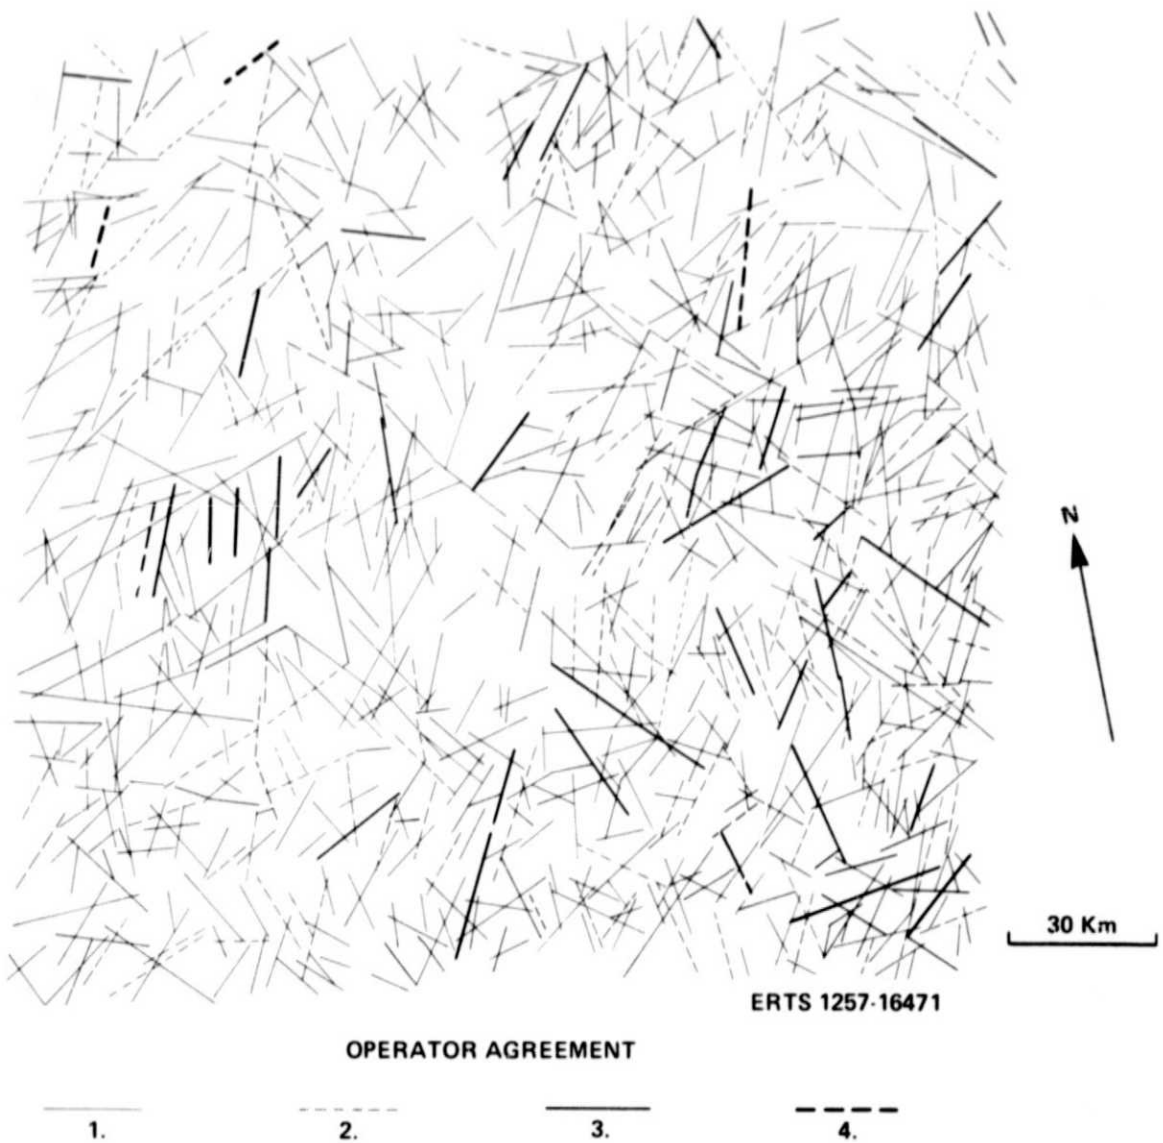 N
30 Km
ERTS 1257-16471
OPERATOR AGREEMENT
1. 2. 3. 4.